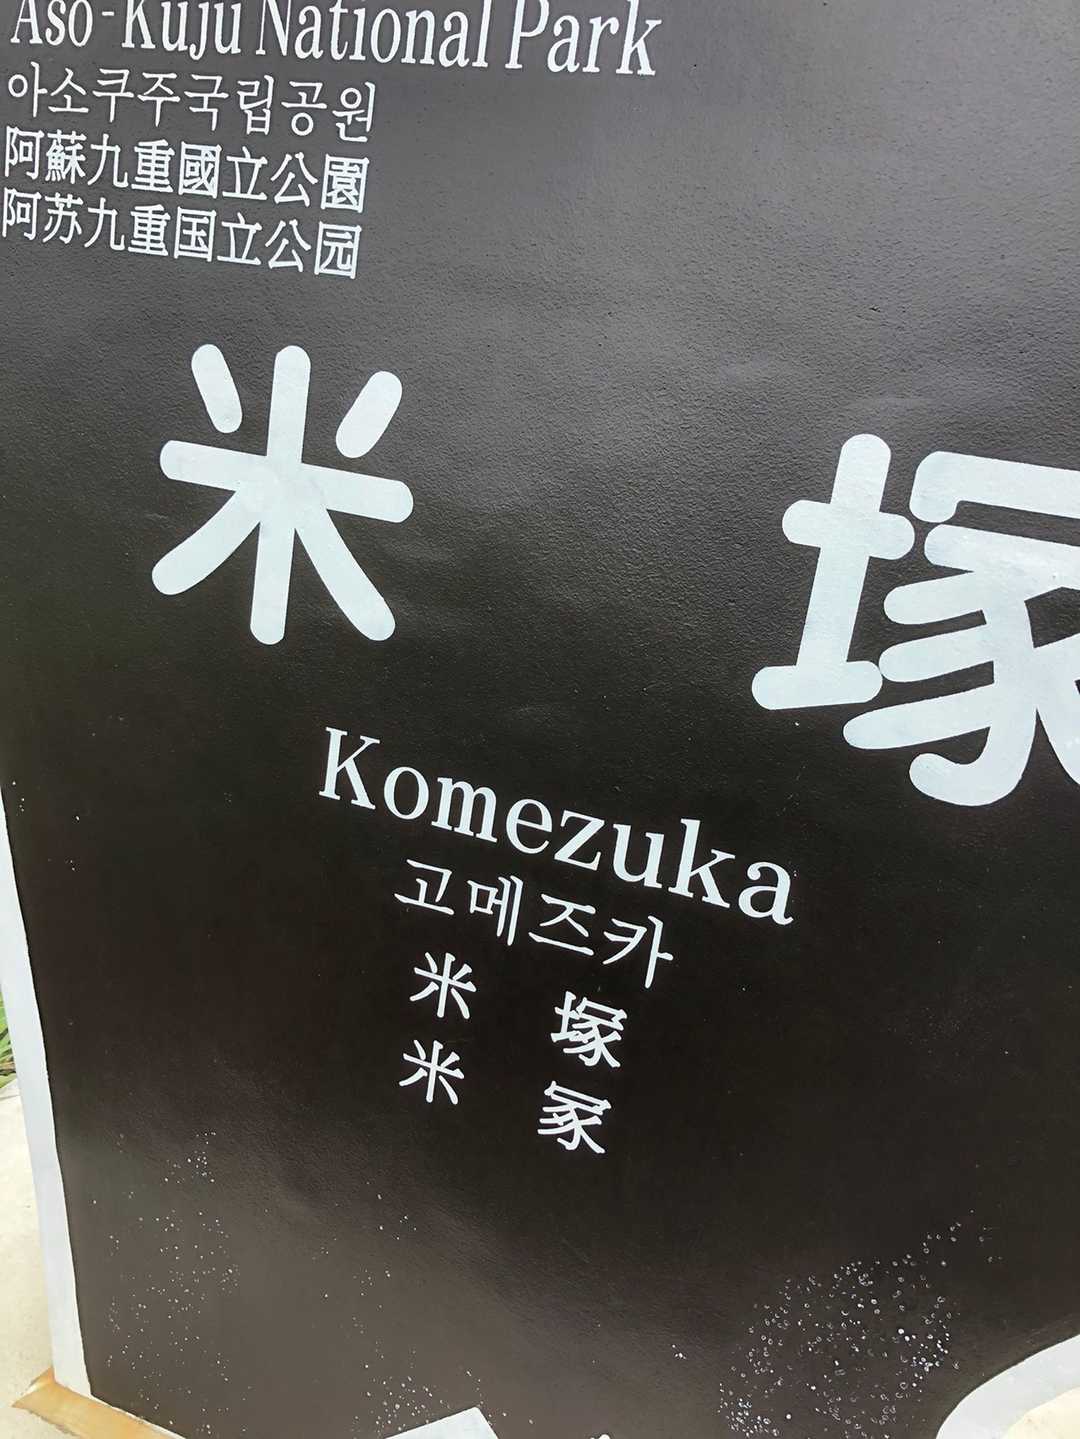 Aso-Kuju National Park
아소쿠주국립공원
阿蘇九重國立公園
阿苏九重国立公园
米塚
Komezuka
고메즈카
米塚
米冢